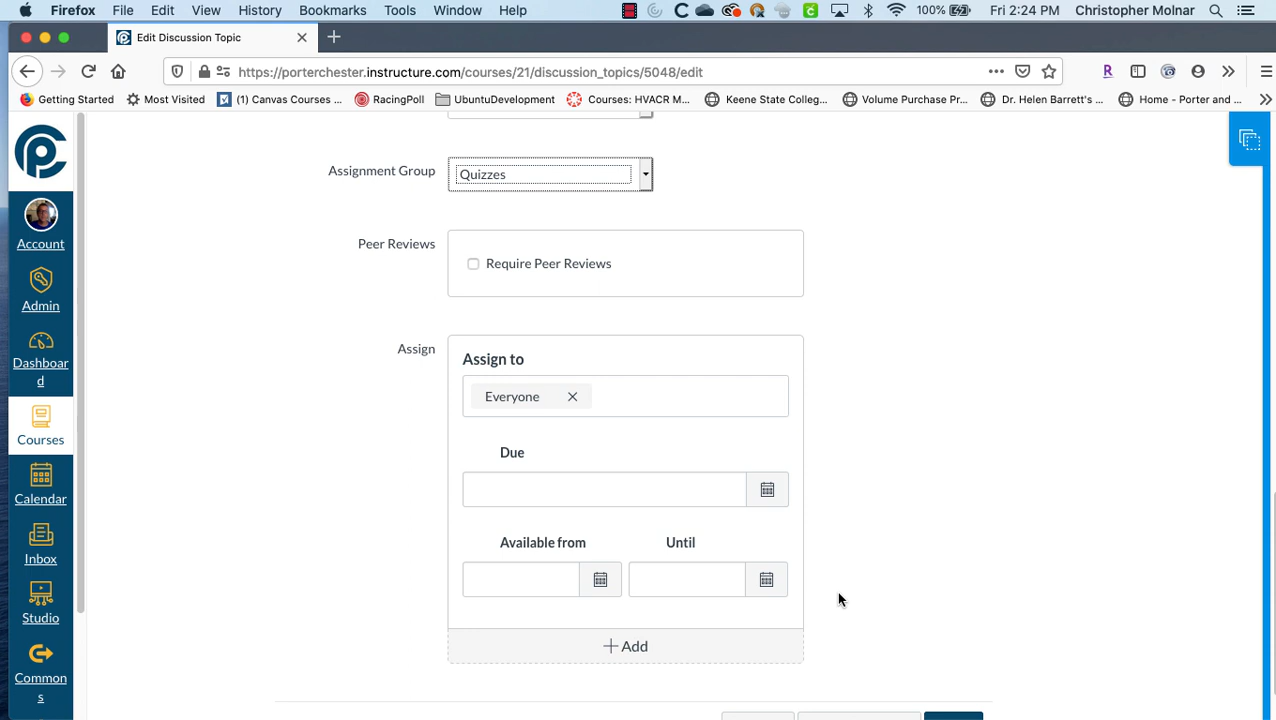 Firefox File Edit View History Bookmarks Tools Window Help 100% Fri 2:24 PM Christopher Molnar
Edit Discussion Topic
https://porterchester.instructure.com/courses/21/discussion_topics/5048/edit
Getting Started Most Visited (1) Canvas Courses ... RacingPoll UbuntuDevelopment Courses: HVACR M... Keene State Colleg... Volume Purchase Pr... Dr. Helen Barrett's ... Home - Porter and ...
Assignment Group Quizzes
Account
Peer Reviews
Require Peer Reviews
Admin
Assign
Assign to
Dashboar
d
Everyone
Courses
Due
Calendar
Available from Until
Inbox
Studio
Add
Common
s